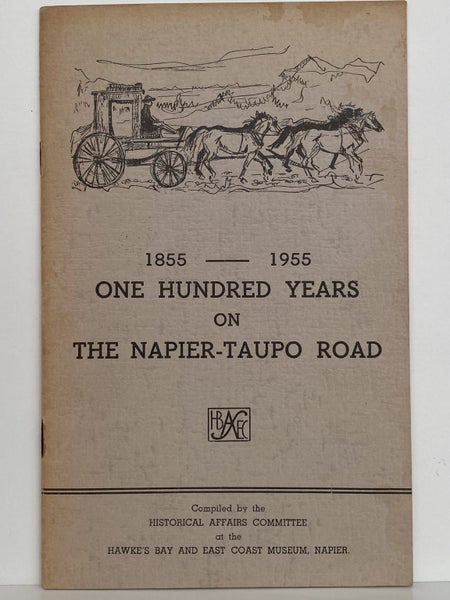 1855 — 1955
ONE HUNDRED YEARS
ON
THE NAPIER-TAUPO ROAD
Compiled by the
HISTORICAL AFFAIRS COMMITTEE
at the
HAWKE'S BAY AND EAST COAST MUSEUM, NAPIER.